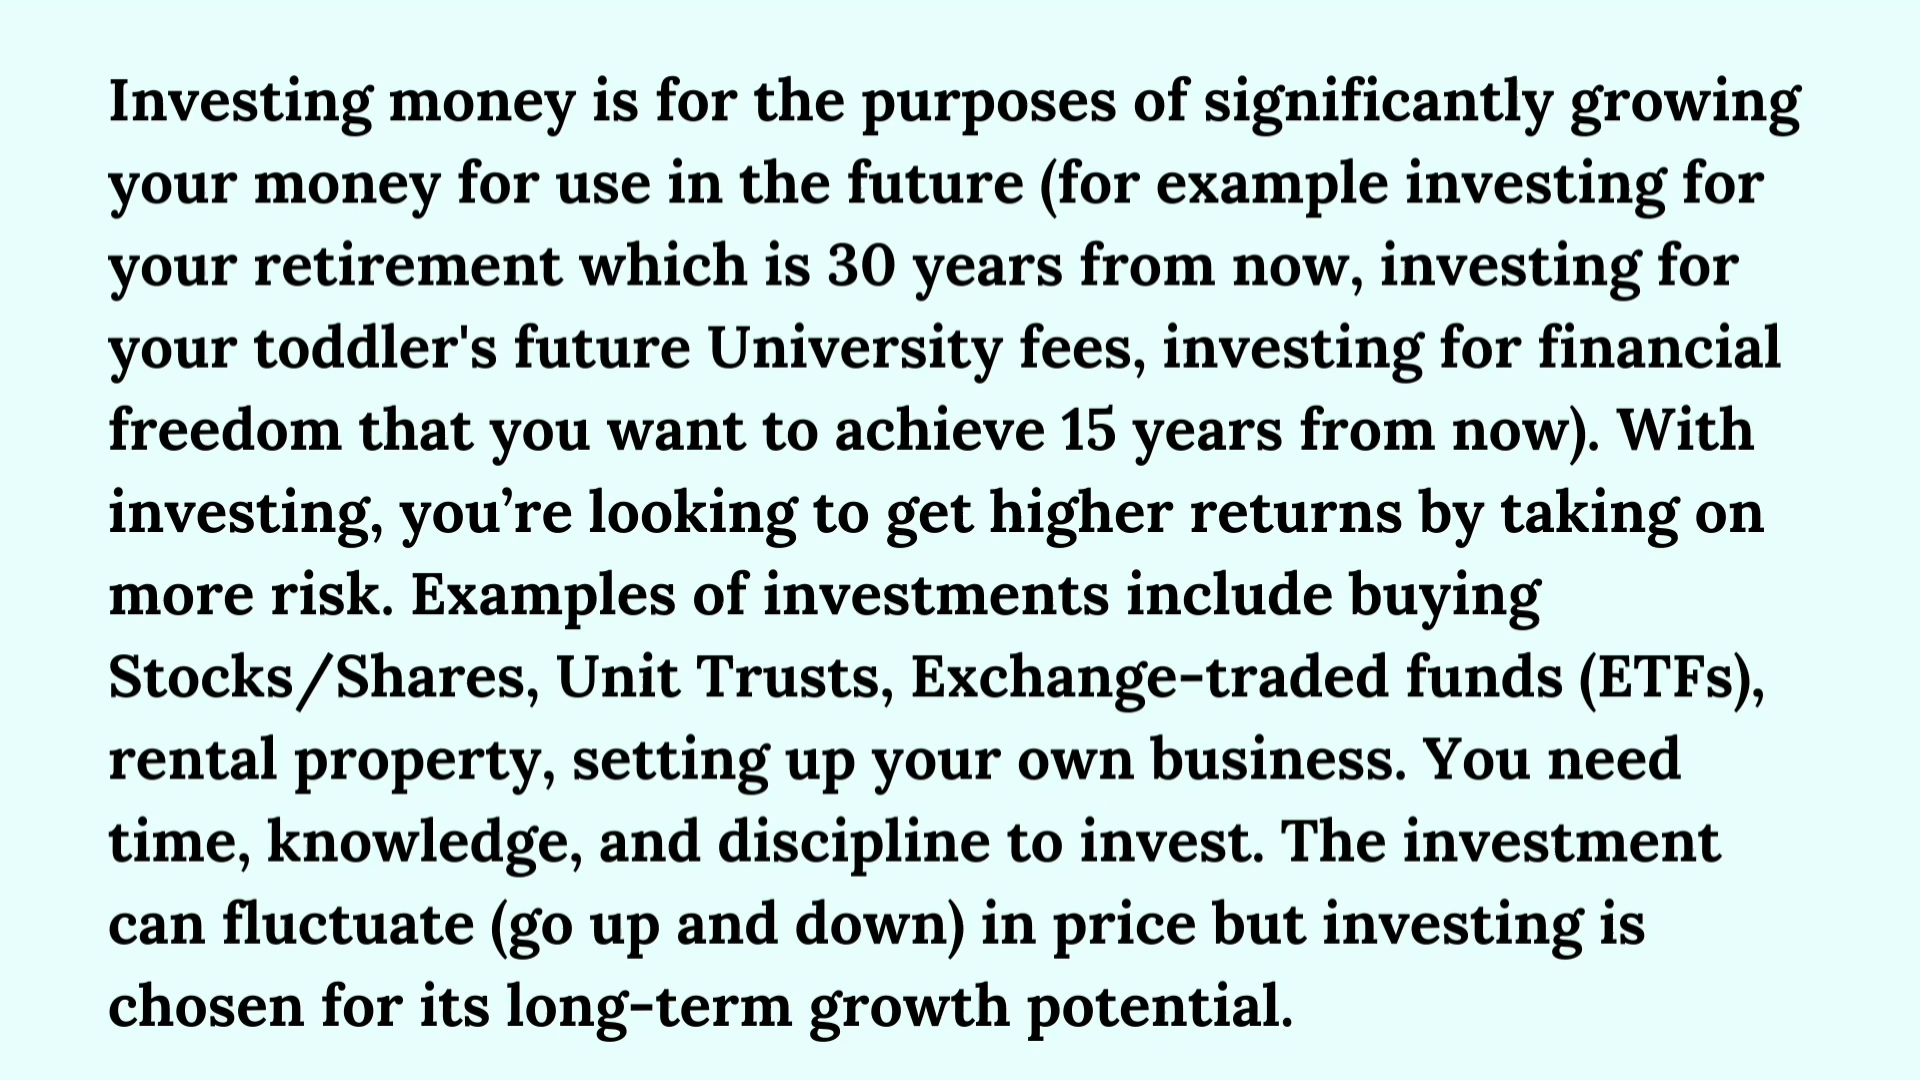 Investing money is for the purposes of significantly growing
your money for use in the future (for example investing for
your retirement which is 30 years from now, investing for
your toddler's future University fees, investing for financial
freedom that you want to achieve 15 years from now). With
investing, you’re looking to get higher returns by taking on
more risk. Examples of investments include buying
Stocks/Shares, Unit Trusts, Exchange-traded funds (ETFs),
rental property, setting up your own business. You need
time, knowledge, and discipline to invest. The investment
can fluctuate (go up and down) in price but investing is
chosen for its long-term growth potential.